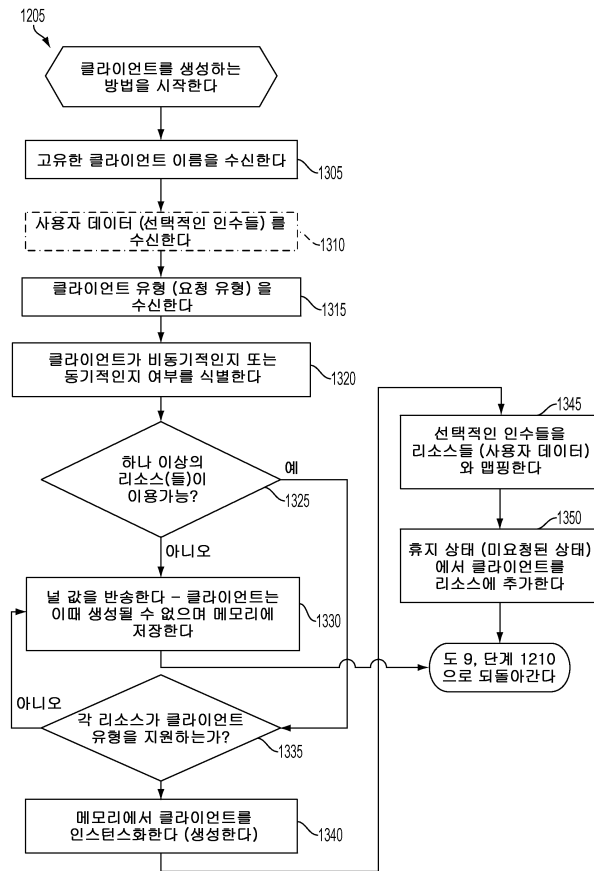 1205
클라이언트를 생성하는
방법을 시작한다
고유한 클라이언트 이름을 수신한다
1305
사용자 데이터 (선택적인 인수들) 를
수신한다
1310
클라이언트 유형 (요청 유형) 을
수신한다
1315
클라이언트가 비동기적인지 또는
동기적인지 여부를 식별한다
1320
하나 이상의
리소스(들)이
이용가능?
1325
예
아니오
널 값을 반송한다 – 클라이언트는
이때 생성될 수 없으며 메모리에
저장한다
1330
아니오
각 리소스가 클라이언트
유형을 지원하는가?
1335
메모리에서 클라이언트를
인스턴스화한다 (생성한다)
1340
1345
선택적인 인수들을
리소스들 (사용자 데이터)
와 맵핑한다
1350
휴지 상태 (미요청된 상태)
에서 클라이언트를
리소스에 추가한다
도 9, 단계 1210
으로 되돌아간다